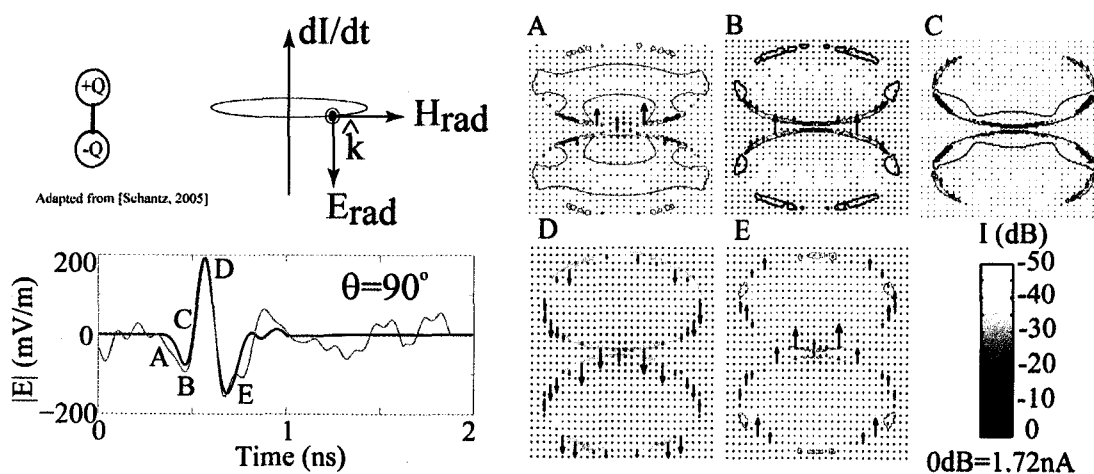 +Q
-Q
Adapted from [Schantz, 2005]
dI/dt
H_rad
k̂
E_rad
A B C
D E
|E| (mV/m)
200
0
−200
θ=90°
A B C D E
0 1 2
Time (ns)
I (dB)
-50
-40
-30
-20
-10
0
0dB=1.72nA